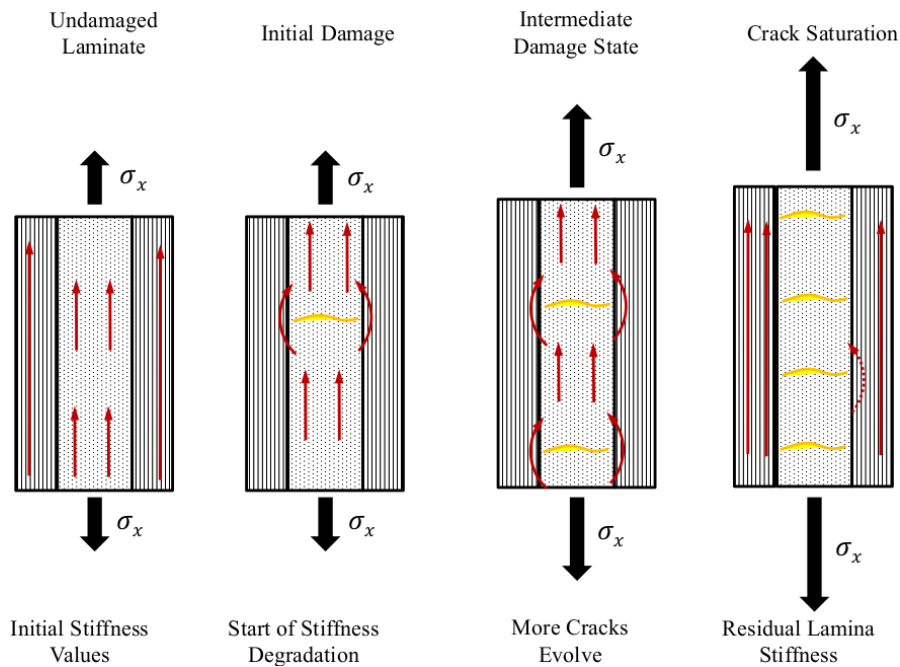 Undamaged
Laminate
Initial Damage
Intermediate
Damage State
Crack Saturation
σx
σx
σx
σx
σx
σx
σx
σx
Initial Stiffness
Values
Start of Stiffness
Degradation
More Cracks
Evolve
Residual Lamina
Stiffness